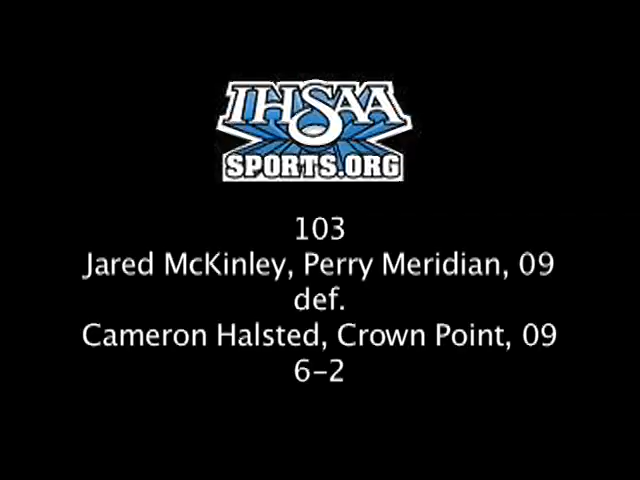 IHSAA
SPORTS.ORG
103
Jared McKinley, Perry Meridian, 09
def.
Cameron Halsted, Crown Point, 09
6-2